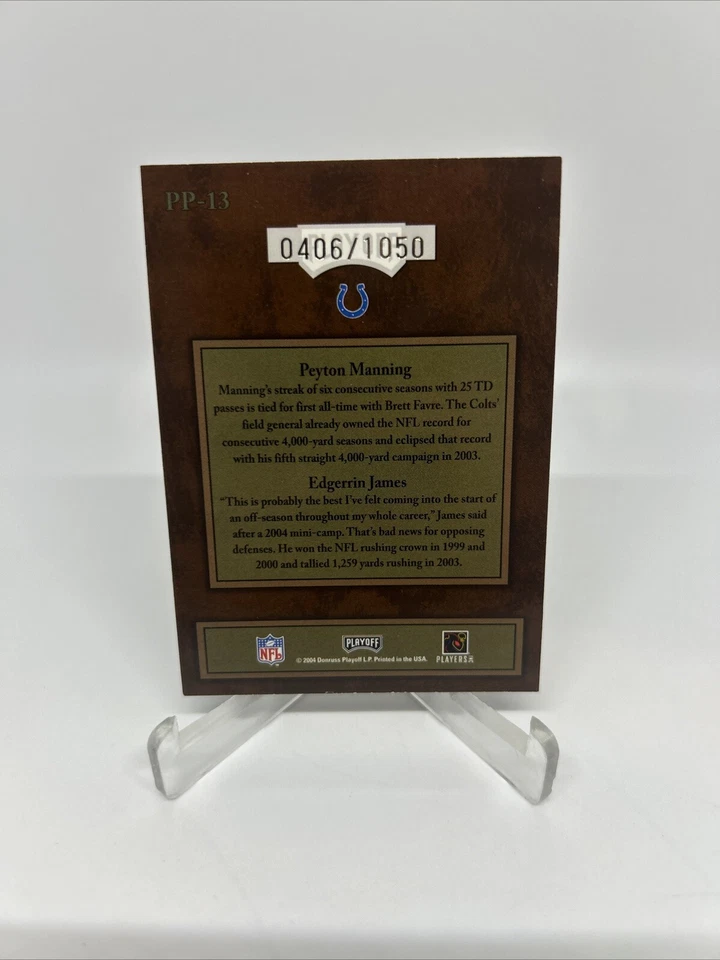 PP-13
PLAYOFF
0406/1050
Peyton Manning
Manning's streak of six consecutive seasons with 25 TD
passes is tied for first all-time with Brett Favre. The Colts'
field general already owned the NFL record for
consecutive 4,000-yard seasons and eclipsed that record
with his fifth straight 4,000-yard campaign in 2003.
Edgerrin James
"This is probably the best I've felt coming into the start of
an off-season throughout my whole career," James said
after a 2004 mini-camp. That's bad news for opposing
defenses. He won the NFL rushing crown in 1999 and
2000 and tallied 1,259 yards rushing in 2003.
NFL
PLAYOFF
© 2004 Donruss Playoff L.P. Printed in the USA.
PLAYERS INC